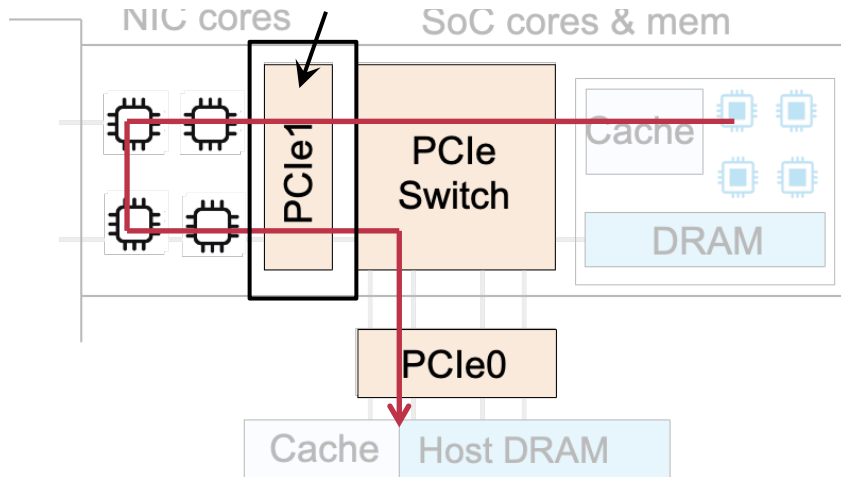 NIC cores
SoC cores & mem
PCIe1
PCIe
Switch
Cache
DRAM
PCIe0
Cache
Host DRAM